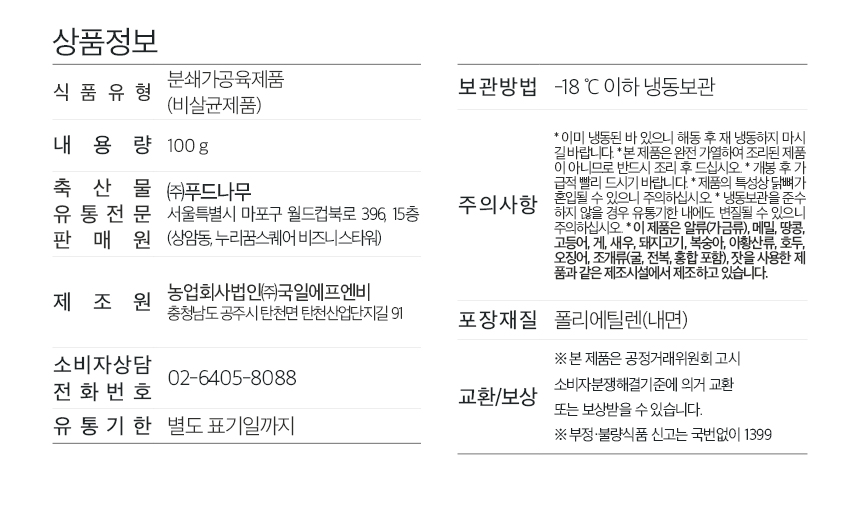 상품정보
식 품 유 형
분쇄가공육제품
(비살균제품)
내 용 량
100 g
축 산 물
유 통 전 문
판 매 원
㈜푸드나무
서울특별시 마포구 월드컵북로 396, 15층
(상암동, 누리꿈스퀘어 비즈니스타워)
제 조 원
농업회사법인㈜국일에프엔비
충청남도 공주시 탄천면 탄천산업단지길 91
소비자상담
전 화 번 호
02-6405-8088
유 통 기 한
별도 표기일까지
보관방법
-18 ℃ 이하 냉동보관
주의사항
* 이미 냉동된 바 있으니 해동 후 재 냉동하지 마시
길 바랍니다. * 본 제품은 완전 가열하여 조리된 제품
이 아니므로 반드시 조리 후 드십시오. * 개봉 후 가
급적 빨리 드시기 바랍니다. * 제품의 특성상 닭뼈가
혼입될 수 있으니 주의하십시오. * 냉동보관을 준수
하지 않을 경우 유통기한 내에도 변질될 수 있으니
주의하십시오. * 이 제품은 알류(가금류), 메밀, 땅콩,
고등어, 게, 새우, 돼지고기, 복숭아, 아황산류, 호두,
오징어, 조개류(굴, 전복, 홍합 포함), 잣을 사용한 제
품과 같은 제조시설에서 제조하고 있습니다.
포장재질
폴리에틸렌(내면)
교환/보상
※ 본 제품은 공정거래위원회 고시
소비자분쟁해결기준에 의거 교환
또는 보상받을 수 있습니다.
※ 부정·불량식품 신고는 국번없이 1399